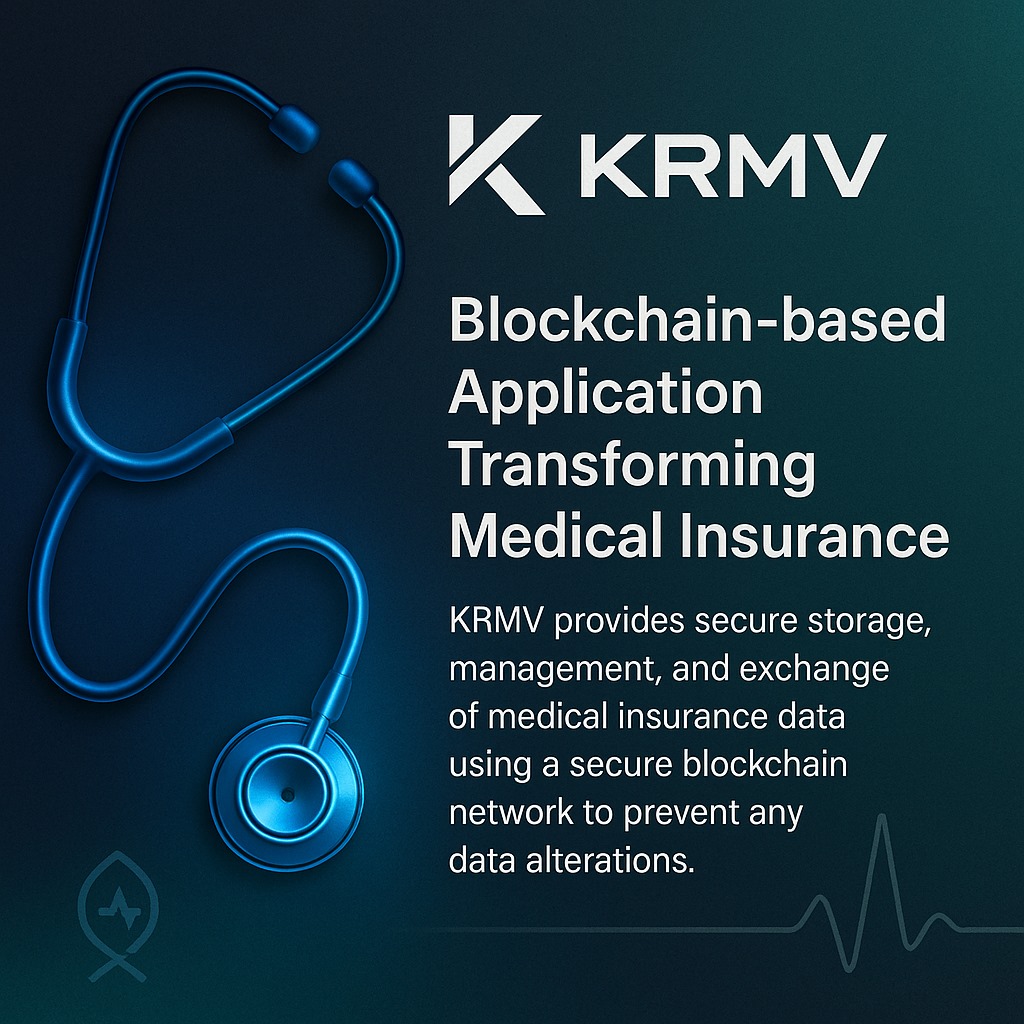 KRMV
Blockchain-based
Application
Transforming
Medical Insurance
KRMV provides secure storage,
management, and exchange
of medical insurance data
using a secure blockchain
network to prevent any
data alterations.